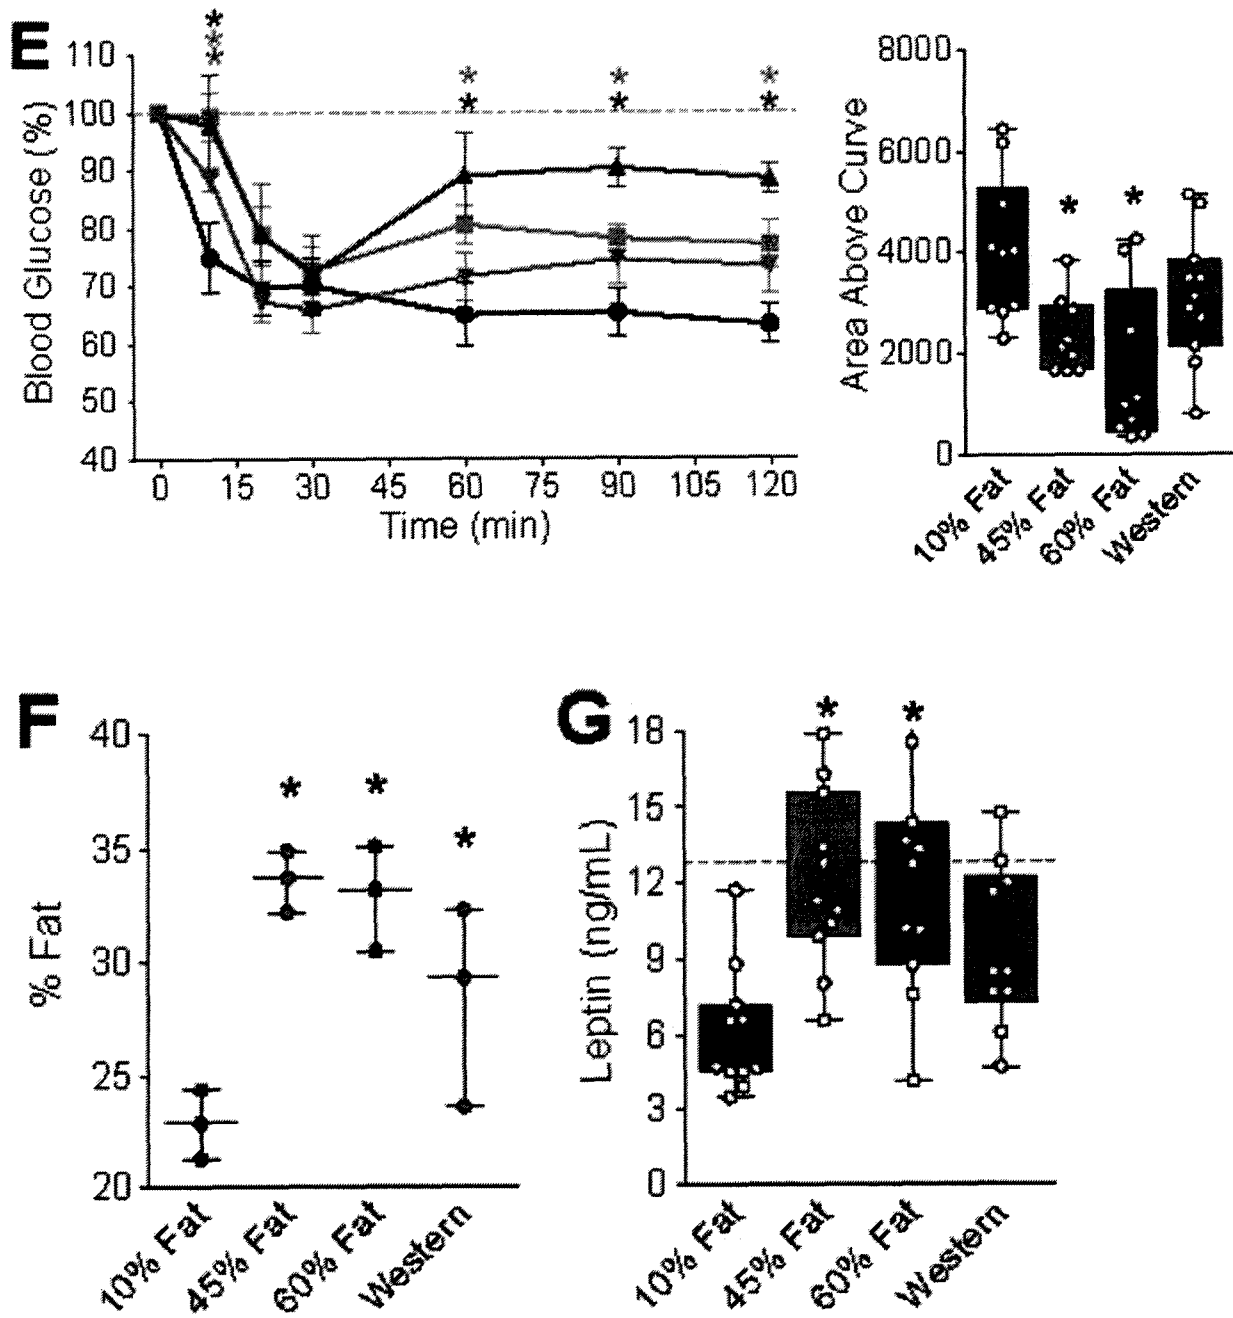 E
Blood Glucose (%)
110
100
90
80
70
60
50
40
* * *
* *
* *
* *
0 15 30 45 60 75 90 105 120
Time (min)
Area Above Curve
8000
6000
4000
2000
0
* *
10% Fat
45% Fat
60% Fat
Western
F
% Fat
40
35
30
25
20
* * *
10% Fat
45% Fat
60% Fat
Western
G
Leptin (ng/mL)
18
15
12
9
6
3
0
* *
10% Fat
45% Fat
60% Fat
Western